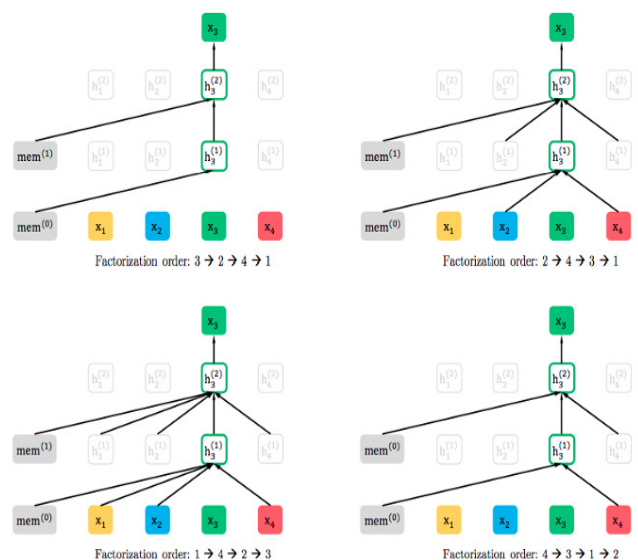 x₃ x₃
h₁⁽²⁾ h₂⁽²⁾ h₃⁽²⁾ h₄⁽²⁾ h₁⁽²⁾ h₂⁽²⁾ h₃⁽²⁾ h₄⁽²⁾
mem⁽¹⁾ h₁⁽¹⁾ h₂⁽¹⁾ h₃⁽¹⁾ h₄⁽¹⁾ mem⁽¹⁾ h₁⁽¹⁾ h₂⁽¹⁾ h₃⁽¹⁾ h₄⁽¹⁾
mem⁽⁰⁾ x₁ x₂ x₃ x₄ mem⁽⁰⁾ x₁ x₂ x₃ x₄
Factorization order: 3 → 2 → 4 → 1 Factorization order: 2 → 4 → 3 → 1
x₃ x₃
h₁⁽²⁾ h₂⁽²⁾ h₃⁽²⁾ h₄⁽²⁾ h₁⁽²⁾ h₂⁽²⁾ h₃⁽²⁾ h₄⁽²⁾
mem⁽¹⁾ h₁⁽¹⁾ h₂⁽¹⁾ h₃⁽¹⁾ h₄⁽¹⁾ mem⁽⁰⁾ h₁⁽¹⁾ h₂⁽¹⁾ h₃⁽¹⁾ h₄⁽¹⁾
mem⁽⁰⁾ x₁ x₂ x₃ x₄ mem⁽⁰⁾ x₁ x₂ x₃ x₄
Factorization order: 1 → 4 → 2 → 3 Factorization order: 4 → 3 → 1 → 2